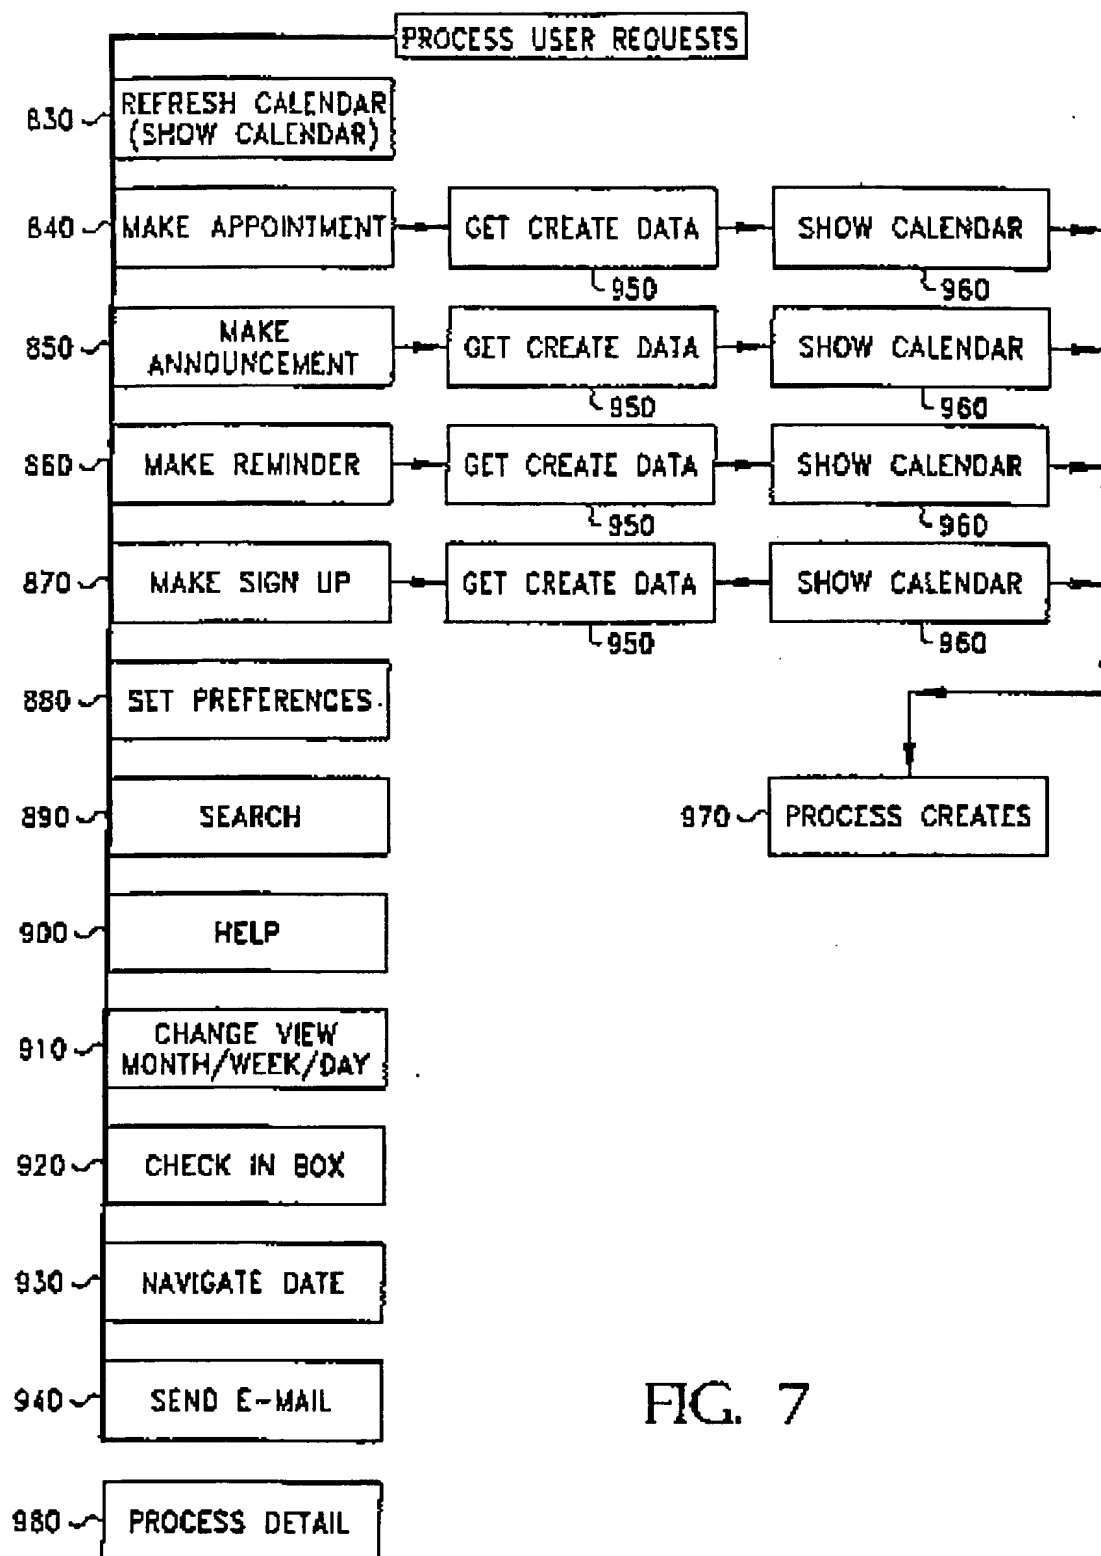 PROCESS USER REQUESTS
830
REFRESH CALENDAR
(SHOW CALENDAR)
840
MAKE APPOINTMENT
GET CREATE DATA
SHOW CALENDAR
950
960
850
MAKE
ANNOUNCEMENT
GET CREATE DATA
SHOW CALENDAR
950
960
860
MAKE REMINDER
GET CREATE DATA
SHOW CALENDAR
950
960
870
MAKE SIGN UP
GET CREATE DATA
SHOW CALENDAR
950
960
880
SET PREFERENCES
890
SEARCH
970
PROCESS CREATES
900
HELP
910
CHANGE VIEW
MONTH/WEEK/DAY
920
CHECK IN BOX
930
NAVIGATE DATE
940
SEND E-MAIL
FIG. 7
980
PROCESS DETAIL